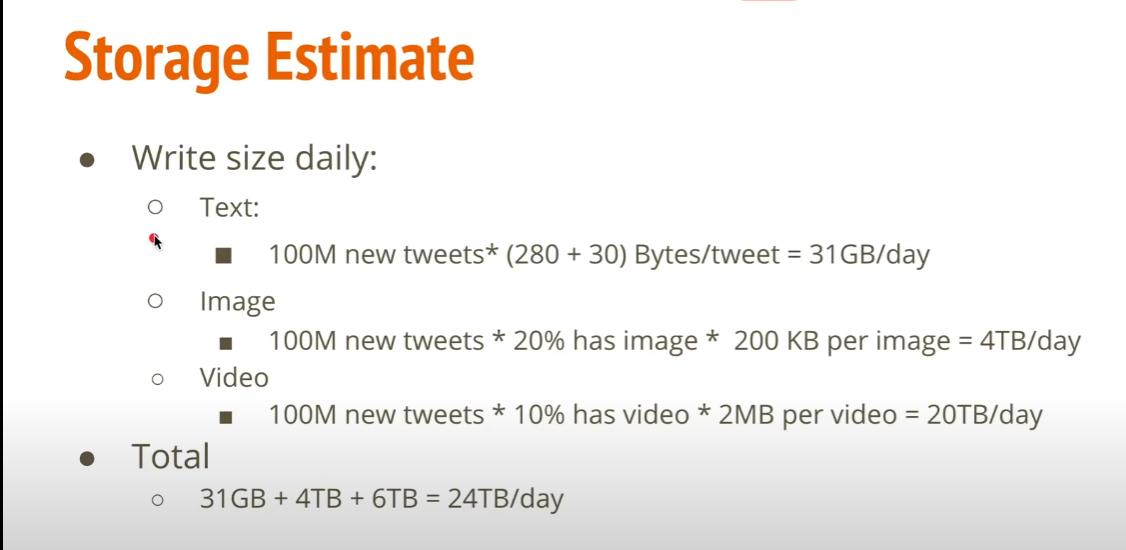 Storage Estimate
Write size daily:
Text:
100M new tweets* (280 + 30) Bytes/tweet = 31GB/day
Image
100M new tweets * 20% has image * 200 KB per image = 4TB/day
Video
100M new tweets * 10% has video * 2MB per video = 20TB/day
Total
31GB + 4TB + 6TB = 24TB/day